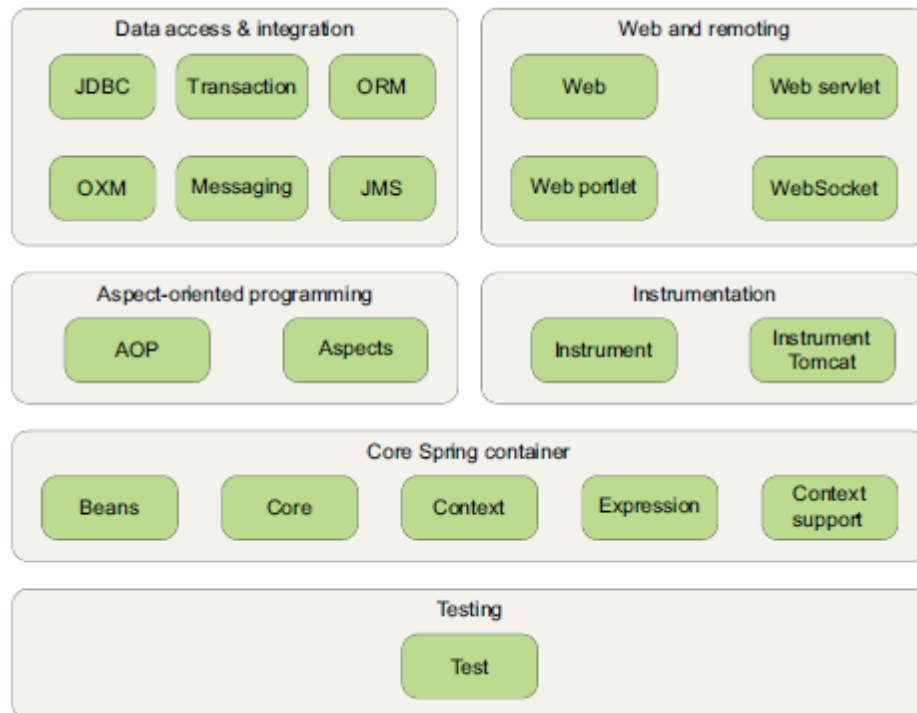 Data access & integration
JDBC
Transaction
ORM
OXM
Messaging
JMS
Web and remoting
Web
Web servlet
Web portlet
WebSocket
Aspect-oriented programming
AOP
Aspects
Instrumentation
Instrument
Instrument
Tomcat
Core Spring container
Beans
Core
Context
Expression
Context
support
Testing
Test